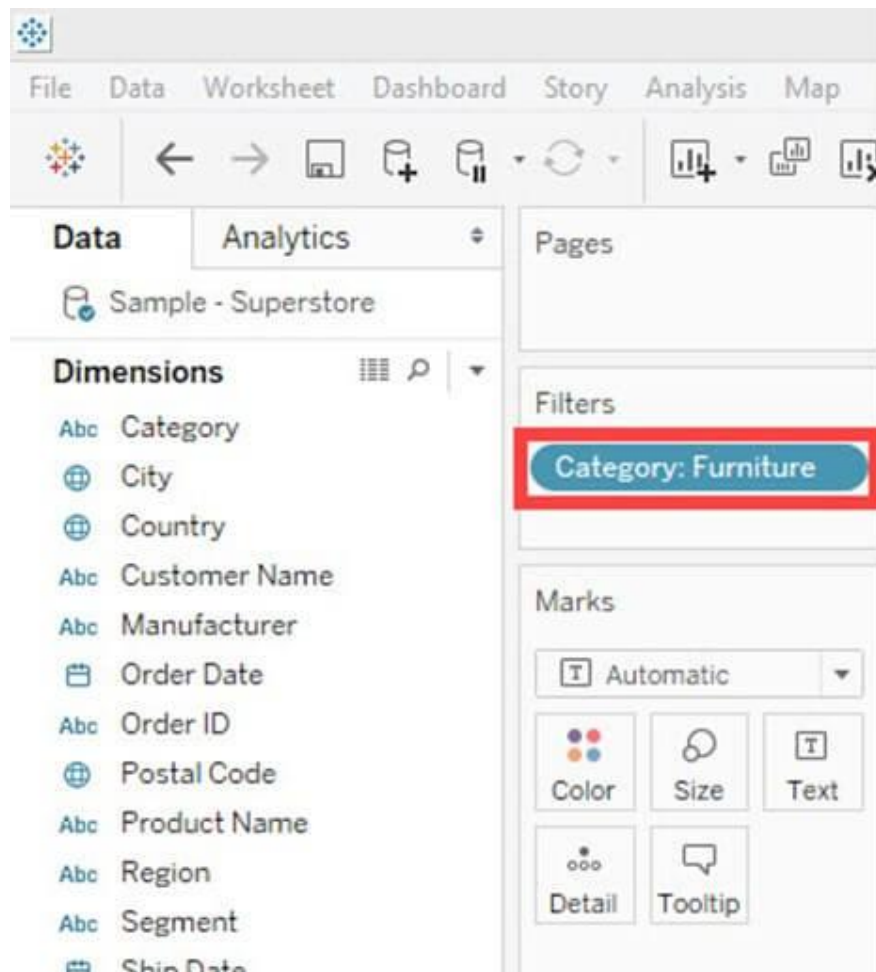 File Data Worksheet Dashboard Story Analysis Map
Data Analytics
Sample - Superstore
Dimensions
Abc Category
City
Country
Abc Customer Name
Abc Manufacturer
Order Date
Abc Order ID
Postal Code
Abc Product Name
Abc Region
Abc Segment
Ship Date
Pages
Filters
Category: Furniture
Marks
T Automatic
Color Size T Text
Detail Tooltip